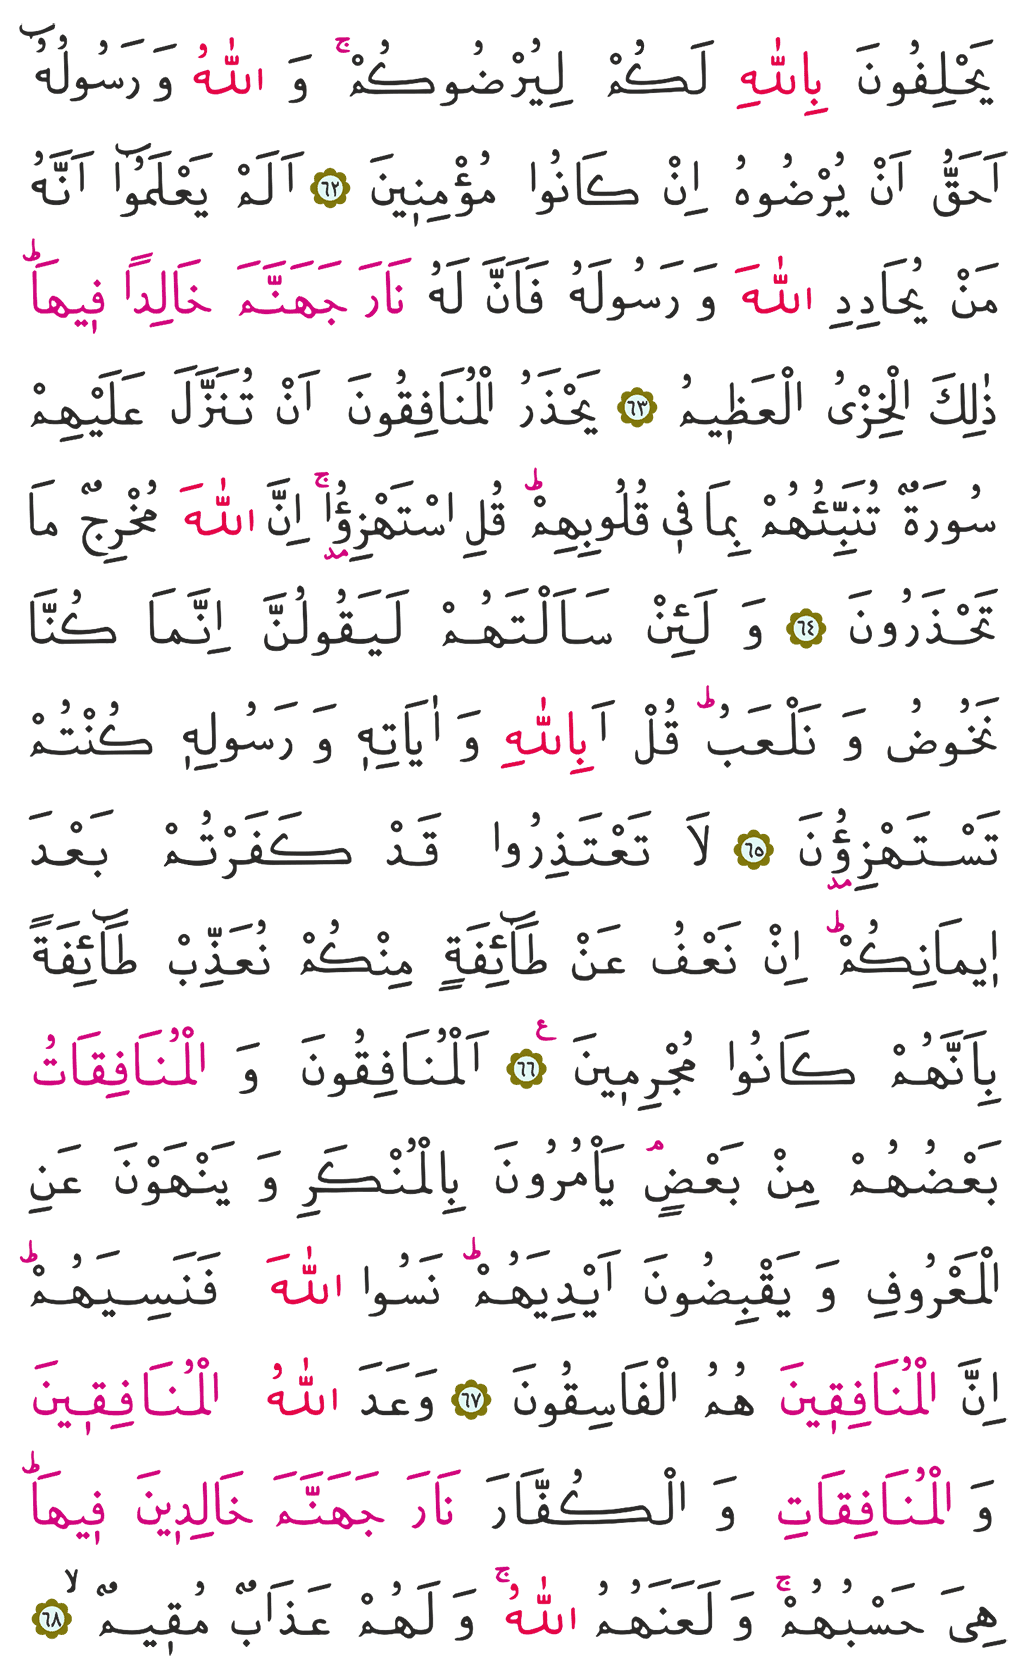 يَحْلِفُونَ بِاللّٰهِ لَكُمْ لِيُرْضُوكُمْۚ وَ اللّٰهُ وَ رَسُولُهُٓ
اَحَقُّ اَنْ يُرْضُوهُ اِنْ كَانُوا مُؤْمِن۪ينَ ﴿٦٢﴾ اَلَمْ يَعْلَمُٓوا اَنَّهُ
مَنْ يُحَادِدِ اللّٰهَ وَ رَسُولَهُ فَاَنَّ لَهُ نَارَ جَهَنَّمَ خَالِدًا ف۪يهَاۜ
ذٰلِكَ الْخِزْىُ الْعَظ۪يمُ ﴿٦٣﴾ يَحْذَرُ الْمُنَافِقُونَ اَنْ تُنَزَّلَ عَلَيْهِمْ
سُورَةٌ تُنَبِّئُهُمْ بِمَا ف۪ى قُلُوبِهِمْۜ قُلِ اسْتَهْزِؤُ۫اۚ اِنَّ اللّٰهَ مُخْرِجٌ مَا
تَحْذَرُونَ ﴿٦٤﴾ وَ لَئِنْ سَاَلْتَهُمْ لَيَقُولُنَّ اِنَّمَا كُنَّا
نَخُوضُ وَ نَلْعَبُۜ قُلْ اَبِاللّٰهِ وَ اٰيَاتِه۪ وَ رَسُولِه۪ كُنْتُمْ
تَسْتَهْزِؤُ۫نَ ﴿٦٥﴾ لَا تَعْتَذِرُوا قَدْ كَفَرْتُمْ بَعْدَ
ا۪يمَانِكُمْۜ اِنْ نَعْفُ عَنْ طَٓائِفَةٍ مِنْكُمْ نُعَذِّبْ طَٓائِفَةً
بِاَنَّهُمْ كَانُوا مُجْرِم۪ينَ ﴿٦٦﴾ ع اَلْمُنَافِقُونَ وَ الْمُنَافِقَاتُ
بَعْضُهُمْ مِنْ بَعْضٍۢ يَاْمُرُونَ بِالْمُنْكَرِ وَ يَنْهَوْنَ عَنِ
الْمَعْرُوفِ وَ يَقْبِضُونَ اَيْدِيَهُمْۜ نَسُوا اللّٰهَ فَنَسِيَهُمْۜ
اِنَّ الْمُنَافِق۪ينَ هُمُ الْفَاسِقُونَ ﴿٦٧﴾ وَعَدَ اللّٰهُ الْمُنَافِق۪ينَ
وَ الْمُنَافِقَاتِ وَ الْكُفَّارَ نَارَ جَهَنَّمَ خَالِد۪ينَ ف۪يهَاۜ
هِىَ حَسْبُهُمْۚ وَ لَعَنَهُمُ اللّٰهُۚ وَ لَهُمْ عَذَابٌ مُق۪يمٌۙ ﴿٦٨﴾